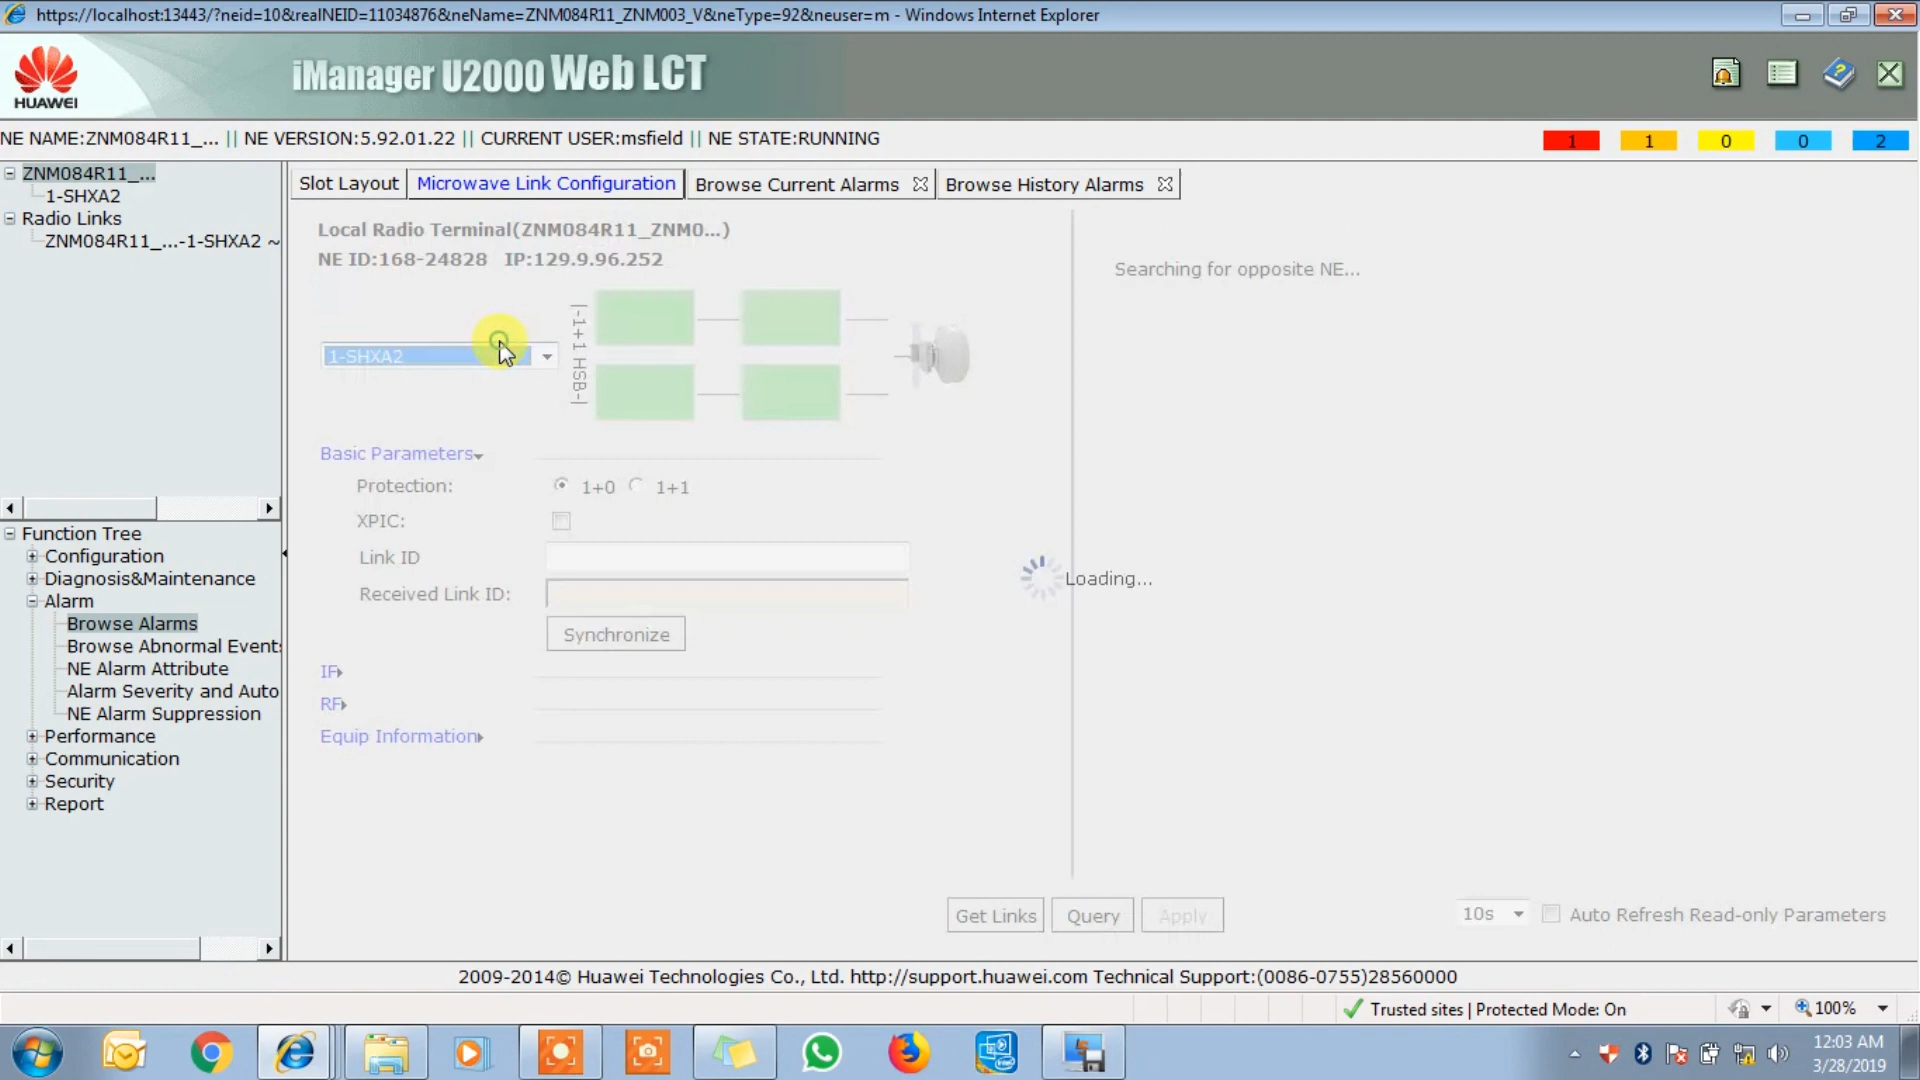 https://localhost:13443/?neid=10&realNEID=11034876&neName=ZNM084R11_ZNM003_V&neType=92&neuser=m - Windows Internet Explorer
HUAWEI
iManager U2000 Web LCT
NE NAME:ZNM084R11_... || NE VERSION:5.92.01.22 || CURRENT USER:msfield || NE STATE:RUNNING
1 1 0 0 2
ZNM084R11_...
1-SHXA2
Radio Links
ZNM084R11_...-1-SHXA2 ~
Function Tree
Configuration
Diagnosis&Maintenance
Alarm
Browse Alarms
Browse Abnormal Event
NE Alarm Attribute
Alarm Severity and Auto
NE Alarm Suppression
Performance
Communication
Security
Report
Slot Layout
Microwave Link Configuration
Browse Current Alarms
Browse History Alarms
Local Radio Terminal(ZNM084R11_ZNM0...)
NE ID:168-24828 IP:129.9.96.252
1-SHXA2
|-1+1 HSB-|
Basic Parameters
Protection: 1+0 1+1
XPIC:
Link ID
Received Link ID:
Synchronize
IF
RF
Equip Information
Searching for opposite NE...
Loading...
Get Links
Query
Apply
10s
Auto Refresh Read-only Parameters
2009-2014© Huawei Technologies Co., Ltd. http://support.huawei.com Technical Support:(0086-0755)28560000
Trusted sites | Protected Mode: On
100%
12:03 AM
3/28/2019